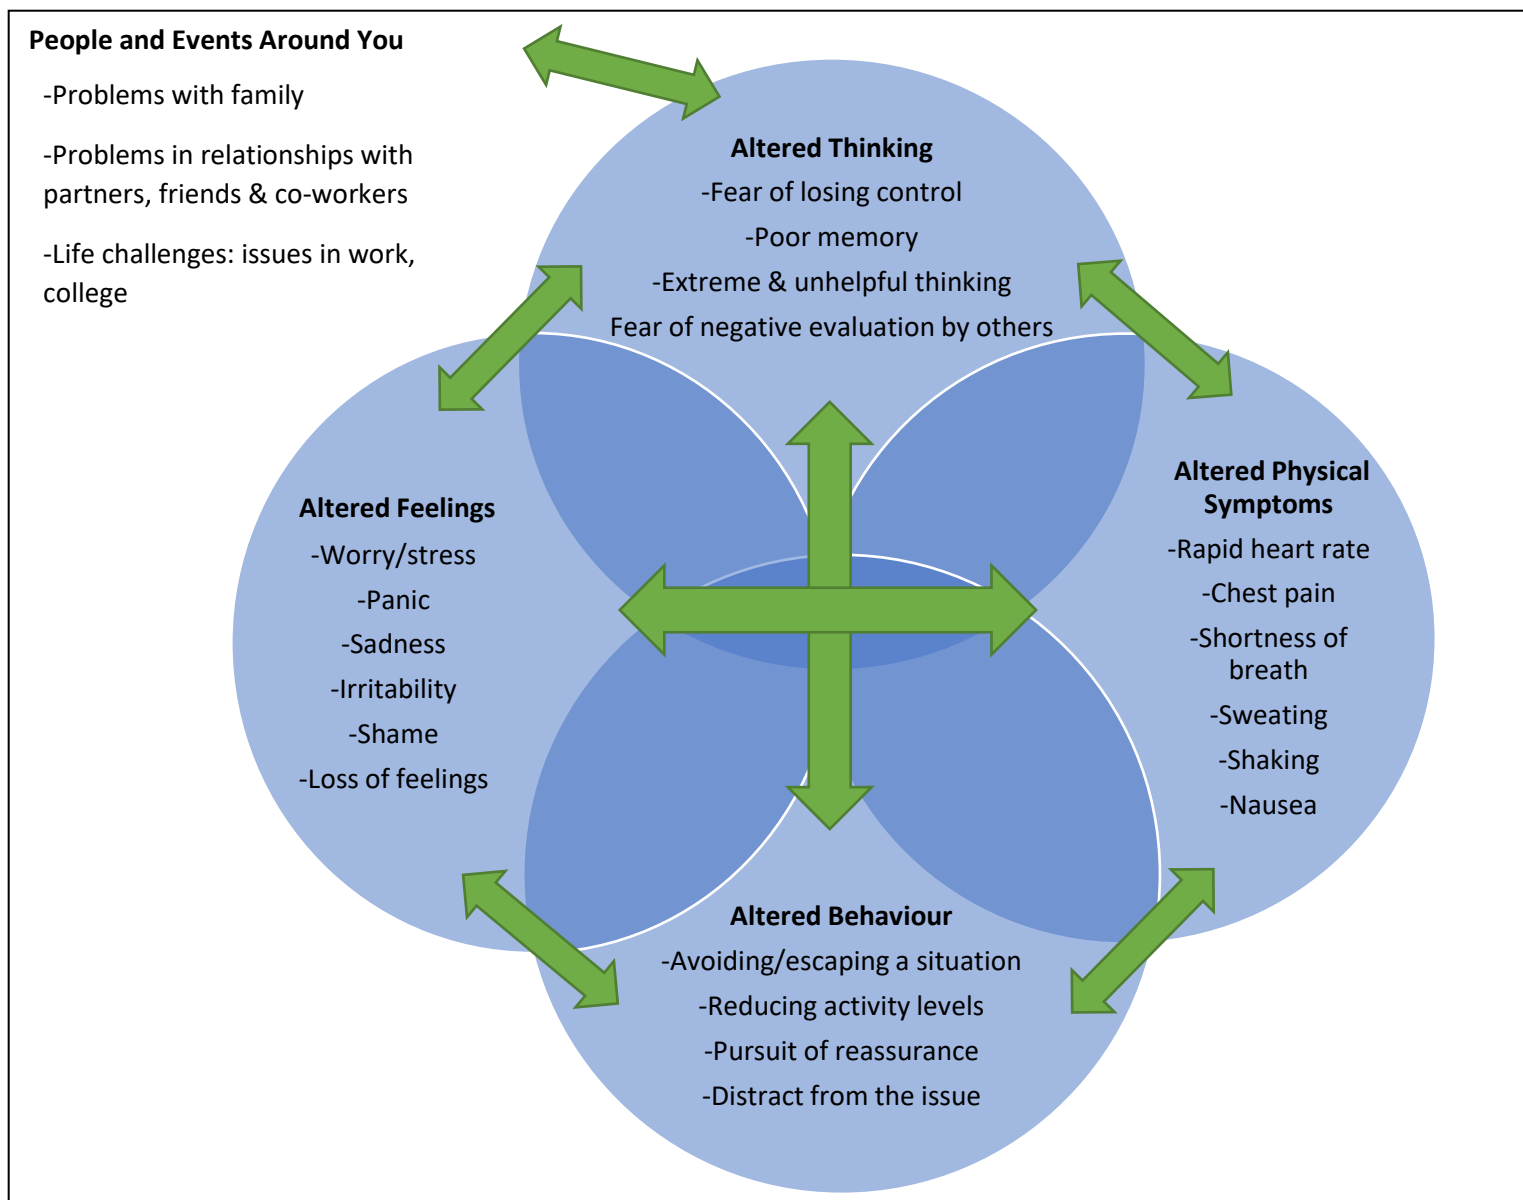 People and Events Around You
-Problems with family
-Problems in relationships with
partners, friends & co-workers
-Life challenges: issues in work,
college
Altered Thinking
-Fear of losing control
-Poor memory
-Extreme & unhelpful thinking
Fear of negative evaluation by others
Altered Feelings
-Worry/stress
-Panic
-Sadness
-Irritability
-Shame
-Loss of feelings
Altered Physical
Symptoms
-Rapid heart rate
-Chest pain
-Shortness of
breath
-Sweating
-Shaking
-Nausea
Altered Behaviour
-Avoiding/escaping a situation
-Reducing activity levels
-Pursuit of reassurance
-Distract from the issue